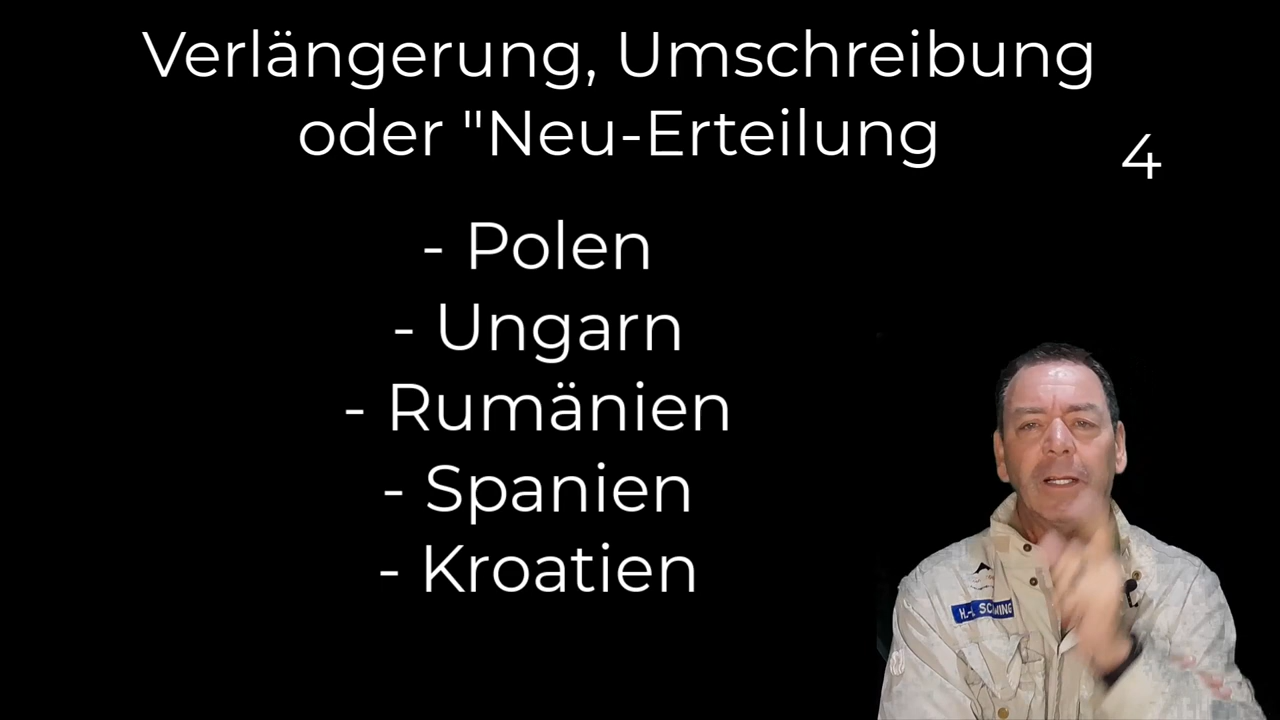 Verlängerung, Umschreibung
oder "Neu-Erteilung
4
- Polen
- Ungarn
- Rumänien
- Spanien
- Kroatien